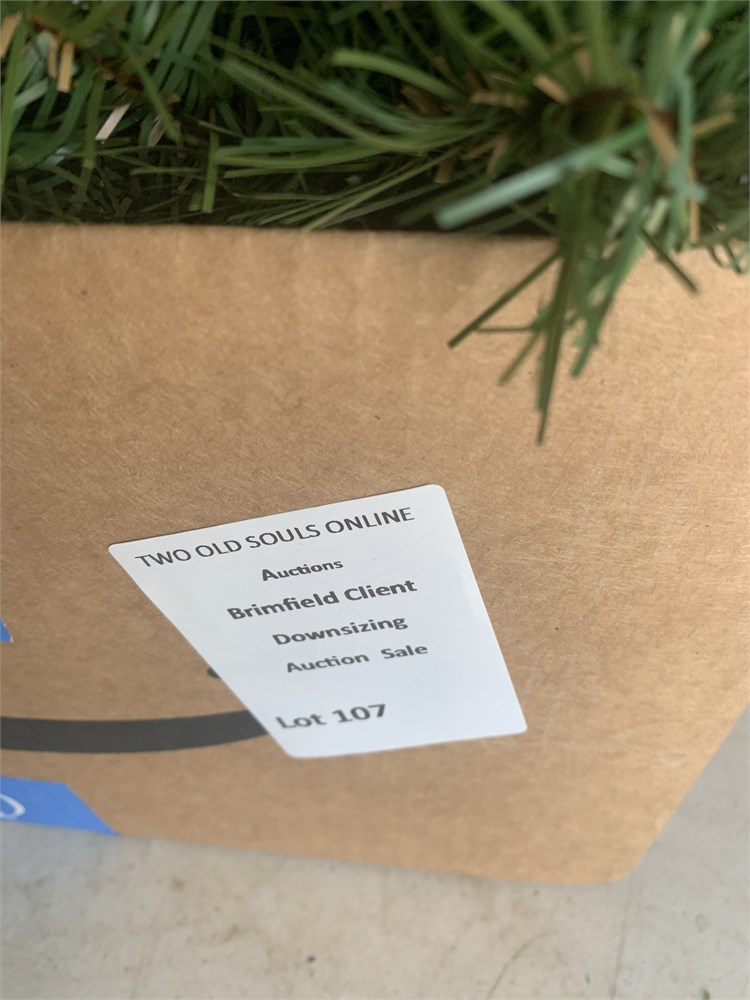 TWO OLD SOULS ONLINE
Auctions
Brimfield Client
Downsizing
Auction Sale
Lot 107